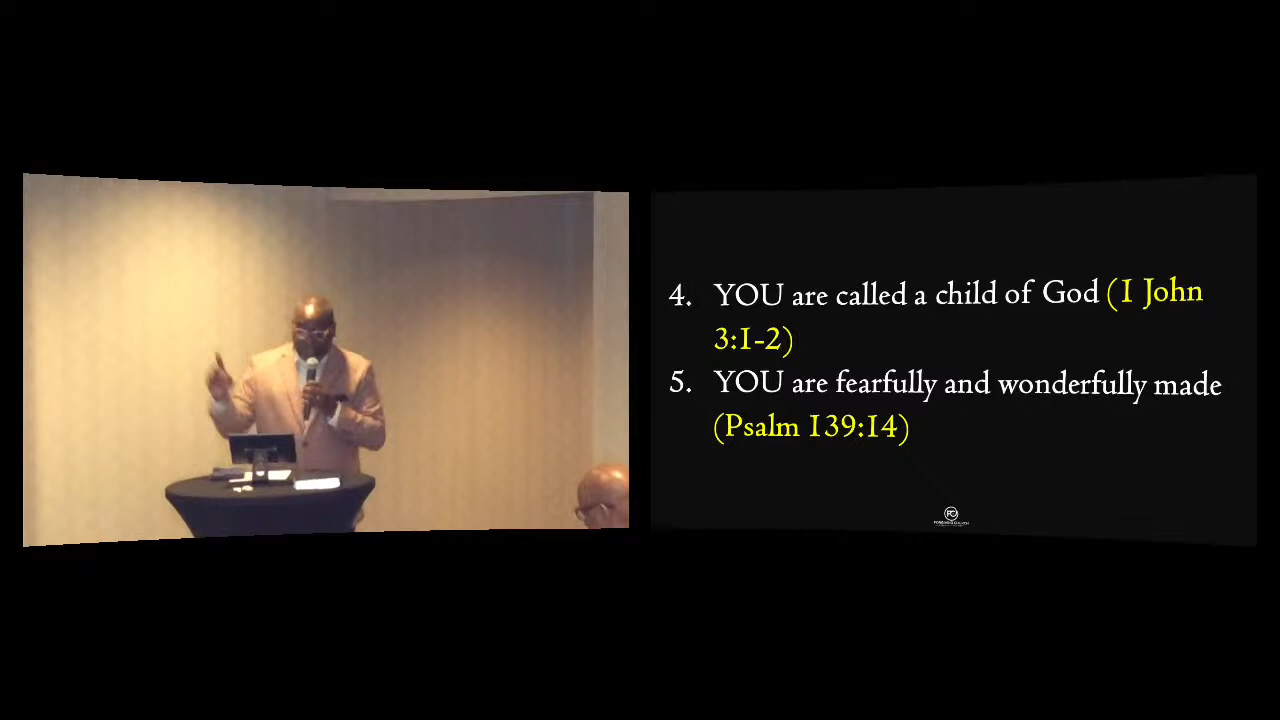 4. YOU are called a child of God (1 John
3:1-2)
5. YOU are fearfully and wonderfully made
(Psalm 139:14)